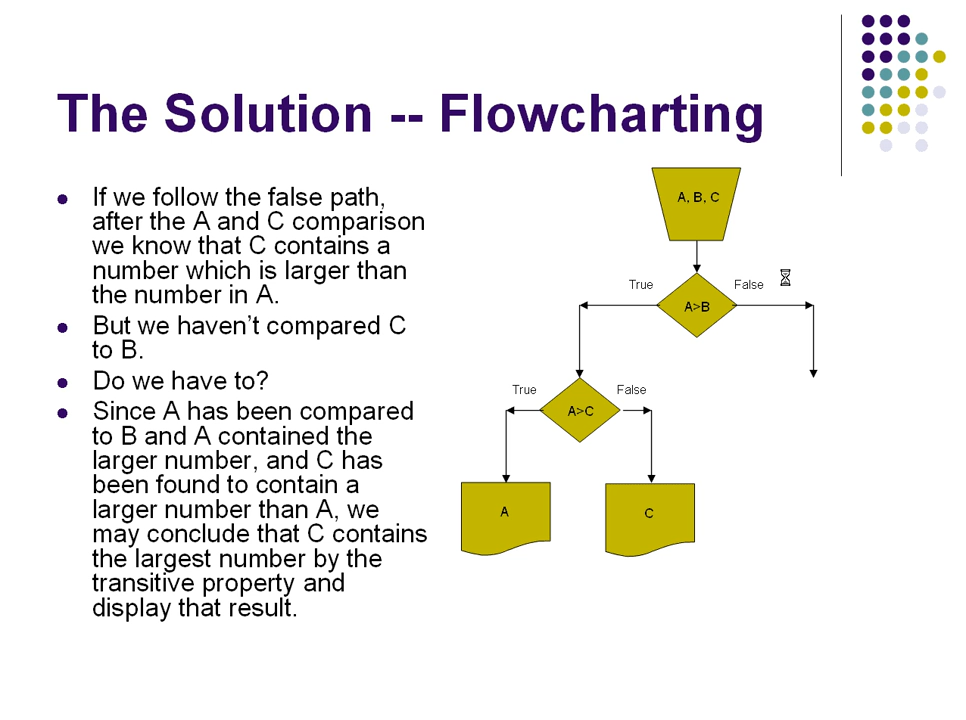 The Solution -- Flowcharting
If we follow the false path,
after the A and C comparison
we know that C contains a
number which is larger than
the number in A.
But we haven't compared C
to B.
Do we have to?
Since A has been compared
to B and A contained the
larger number, and C has
been found to contain a
larger number than A, we
may conclude that C contains
the largest number by the
transitive property and
display that result.
A, B, C
True
False
A>B
True
False
A>C
A
C